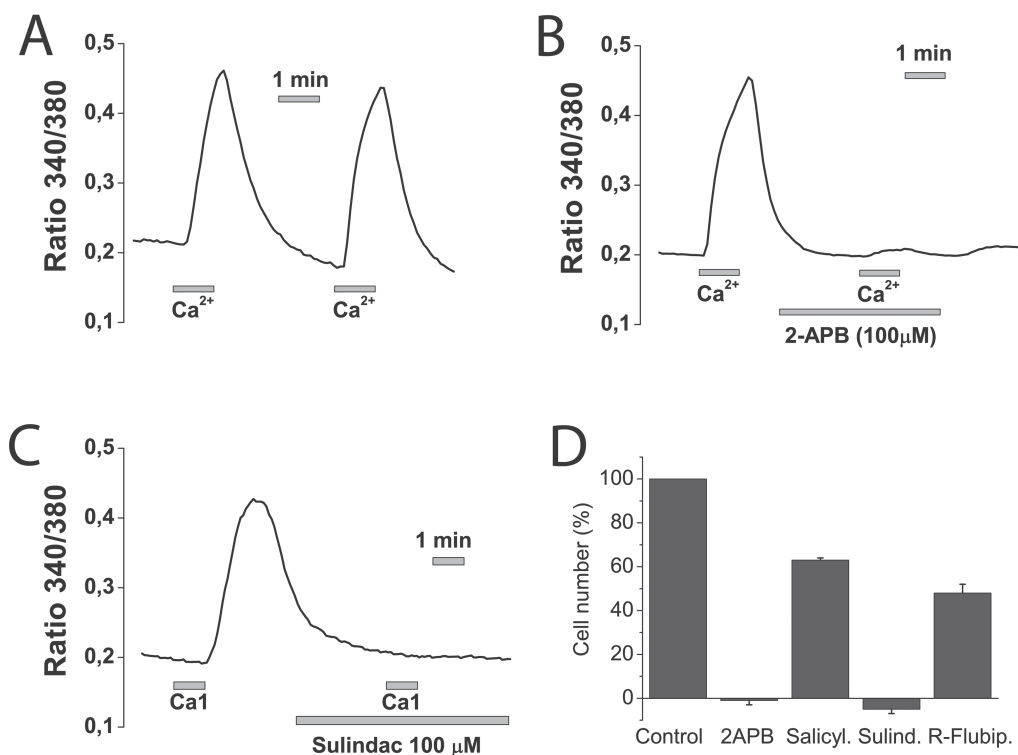 A
Ratio 340/380
0,5
0,4
0,3
0,2
0,1
1 min
Ca2+
Ca2+
B
Ratio 340/380
0,5
0,4
0,3
0,2
0,1
1 min
Ca2+
Ca2+
2-APB (100μM)
C
Ratio 340/380
0,5
0,4
0,3
0,2
0,1
1 min
Ca1
Ca1
Sulindac 100 μM
D
Cell number (%)
100
80
60
40
20
0
Control 2APB Salicyl. Sulind. R-Flubip.